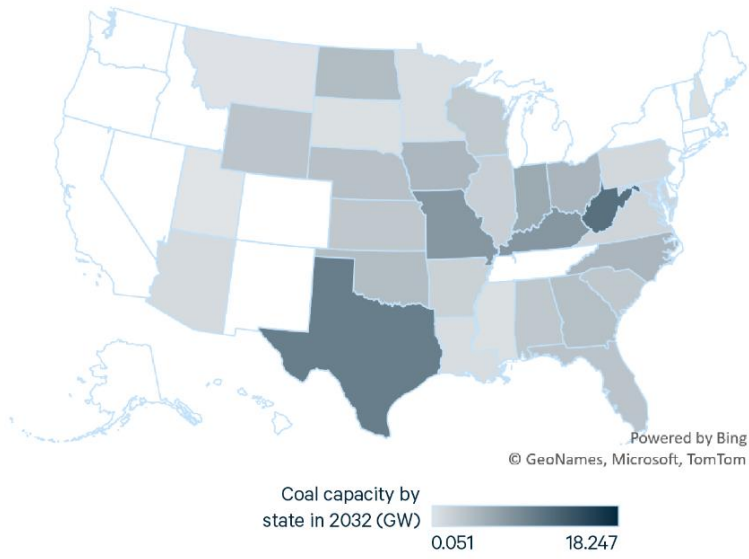 Powered by Bing
© GeoNames, Microsoft, TomTom
Coal capacity by
state in 2032 (GW)
0.051
18.247